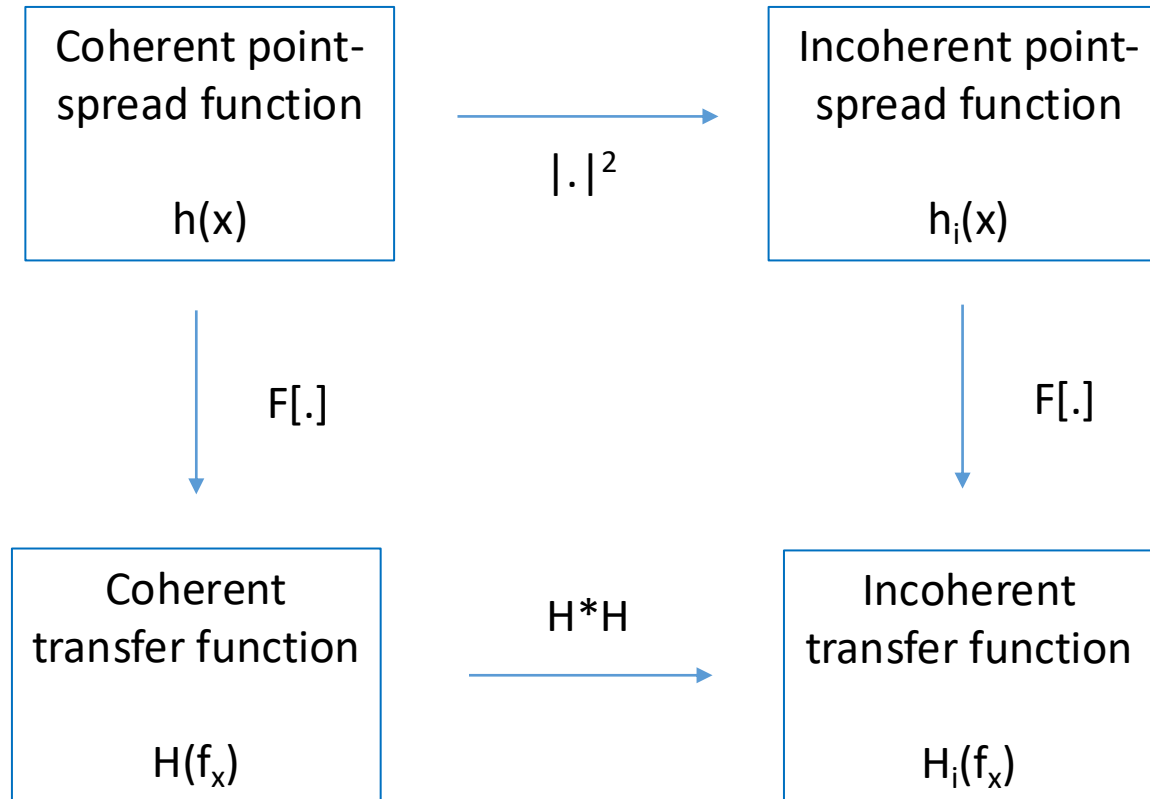 Coherent point-
spread function
h(x)
|.|²
Incoherent point-
spread function
hᵢ(x)
F[.]
F[.]
Coherent
transfer function
H(fₓ)
H*H
Incoherent
transfer function
Hᵢ(fₓ)